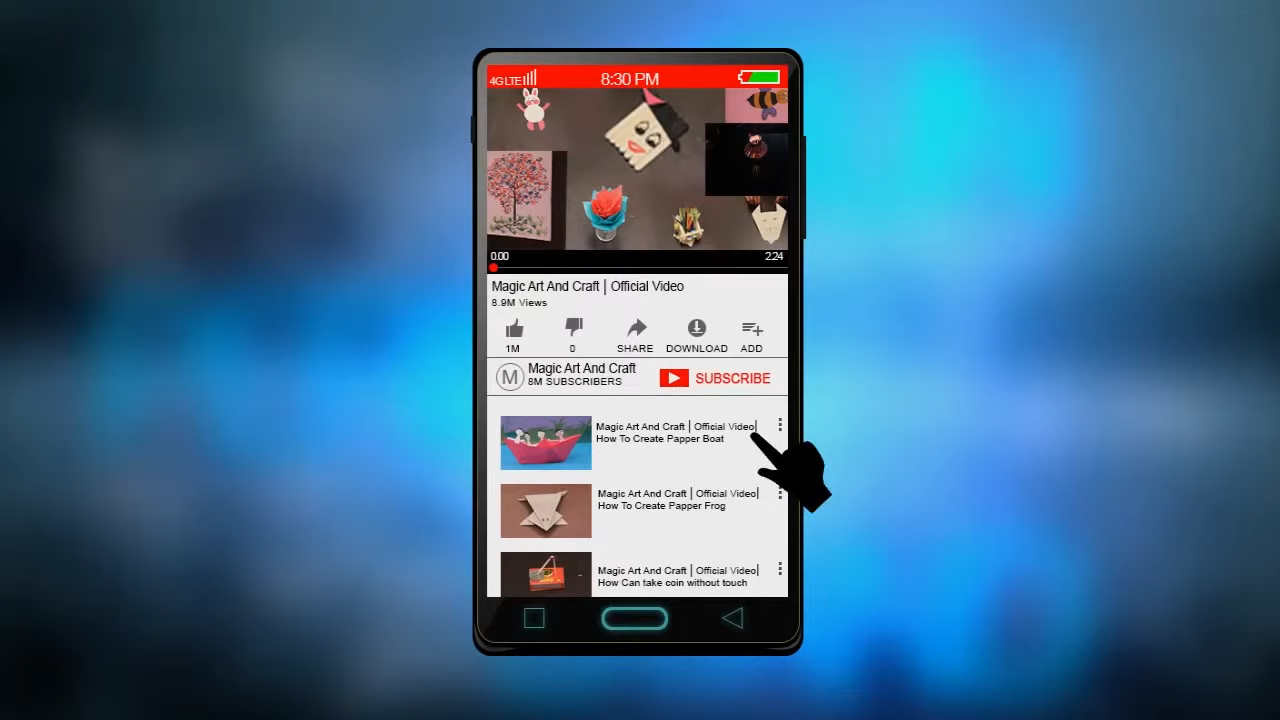 4G LTE
8:30 PM
0.00
2:24
Magic Art And Craft | Official Video
8.9M Views
1M
0
SHARE
DOWNLOAD
ADD
M
Magic Art And Craft
8M SUBSCRIBERS
SUBSCRIBE
Magic Art And Craft | Official Video|
How To Create Papper Boat
Magic Art And Craft | Official Video|
How To Create Papper Frog
Magic Art And Craft | Official Video|
How Can take coin without touch